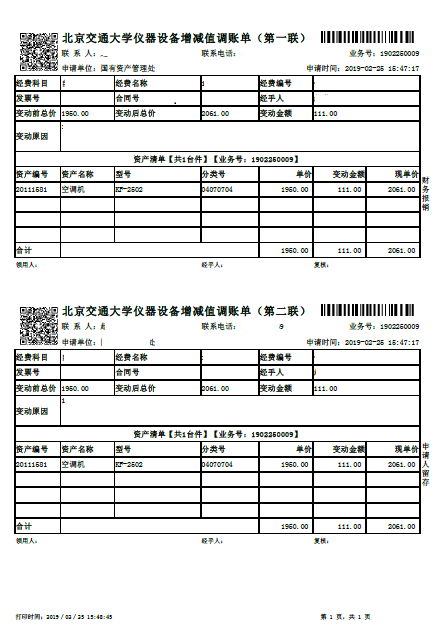 北京交通大学仪器设备增减值调账单（第一联）
联 系 人： 联系电话： 业务号：1902250009
申请单位：国有资产管理处 申请时间：2019-02-25 15:47:17
经费科目 经费名称 经费编号
发票号 合同号 经手人
变动前总价 1950.00 变动后总价 2061.00 变动金额 111.00
变动原因
资产清单【共1台件】【业务号：1902250009】
资产编号 资产名称 型号 分类号 单价 变动金额 现单价
20111581 空调机 KF-2502 04070704 1950.00 111.00 2061.00
合计 1950.00 111.00 2061.00
领用人： 经手人： 复核：
财务报销
北京交通大学仪器设备增减值调账单（第二联）
联 系 人： 联系电话： 业务号：1902250009
申请单位： 申请时间：2019-02-25 15:47:17
经费科目 经费名称 经费编号
发票号 合同号 经手人
变动前总价 1950.00 变动后总价 2061.00 变动金额 111.00
变动原因
资产清单【共1台件】【业务号：1902250009】
资产编号 资产名称 型号 分类号 单价 变动金额 现单价
20111581 空调机 KF-2502 04070704 1950.00 111.00 2061.00
合计 1950.00 111.00 2061.00
领用人： 经手人： 复核：
申请人留存
打印时间：2019/02/25 15:48:45 第 1 页，共 1 页